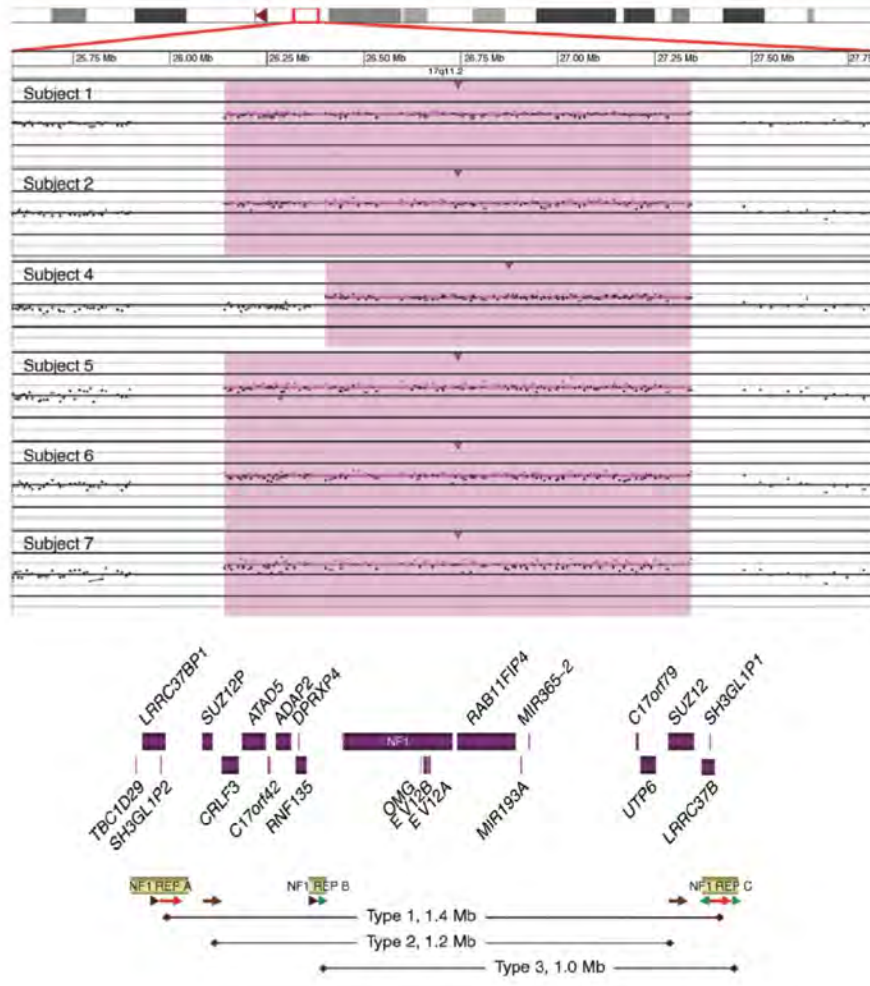 25.75 Mb 26.00 Mb 26.25 Mb 26.50 Mb 26.75 Mb 27.00 Mb 27.25 Mb 27.50 Mb 27.75
17q11.2
Subject 1
Subject 2
Subject 4
Subject 5
Subject 6
Subject 7
LRRC37BP1 SUZ12P ATAD5 ADAP2 DPRXP4 RAB11FIP4 MIR365-2 C17orf79 SUZ12 SH3GL1P1
NF1
TBC1D29 SH3GL1P2 CRLF3 C17orf42 RNF135 OMG EVI2B EVI2A MIR193A UTP6 LRRC37B
NF1 REP A NF1 REP B NF1 REP C
Type 1, 1.4 Mb
Type 2, 1.2 Mb
Type 3, 1.0 Mb